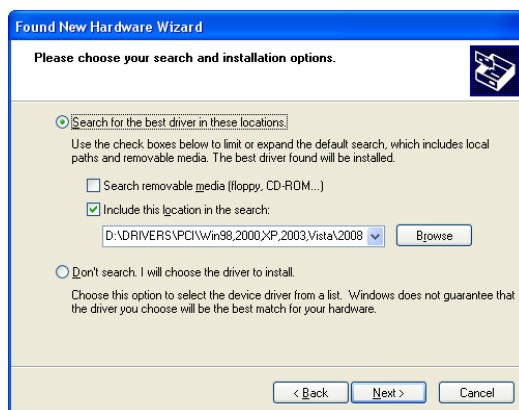 Found New Hardware Wizard
Please choose your search and installation options.
Search for the best driver in these locations.
Use the check boxes below to limit or expand the default search, which includes local
paths and removable media. The best driver found will be installed.
Search removable media (floppy, CD-ROM...)
Include this location in the search:
D:\DRIVERS\PCI\Win98,2000,XP,2003,Vista\2008
Browse
Don't search. I will choose the driver to install.
Choose this option to select the device driver from a list. Windows does not guarantee that
the driver you choose will be the best match for your hardware.
< Back
Next >
Cancel